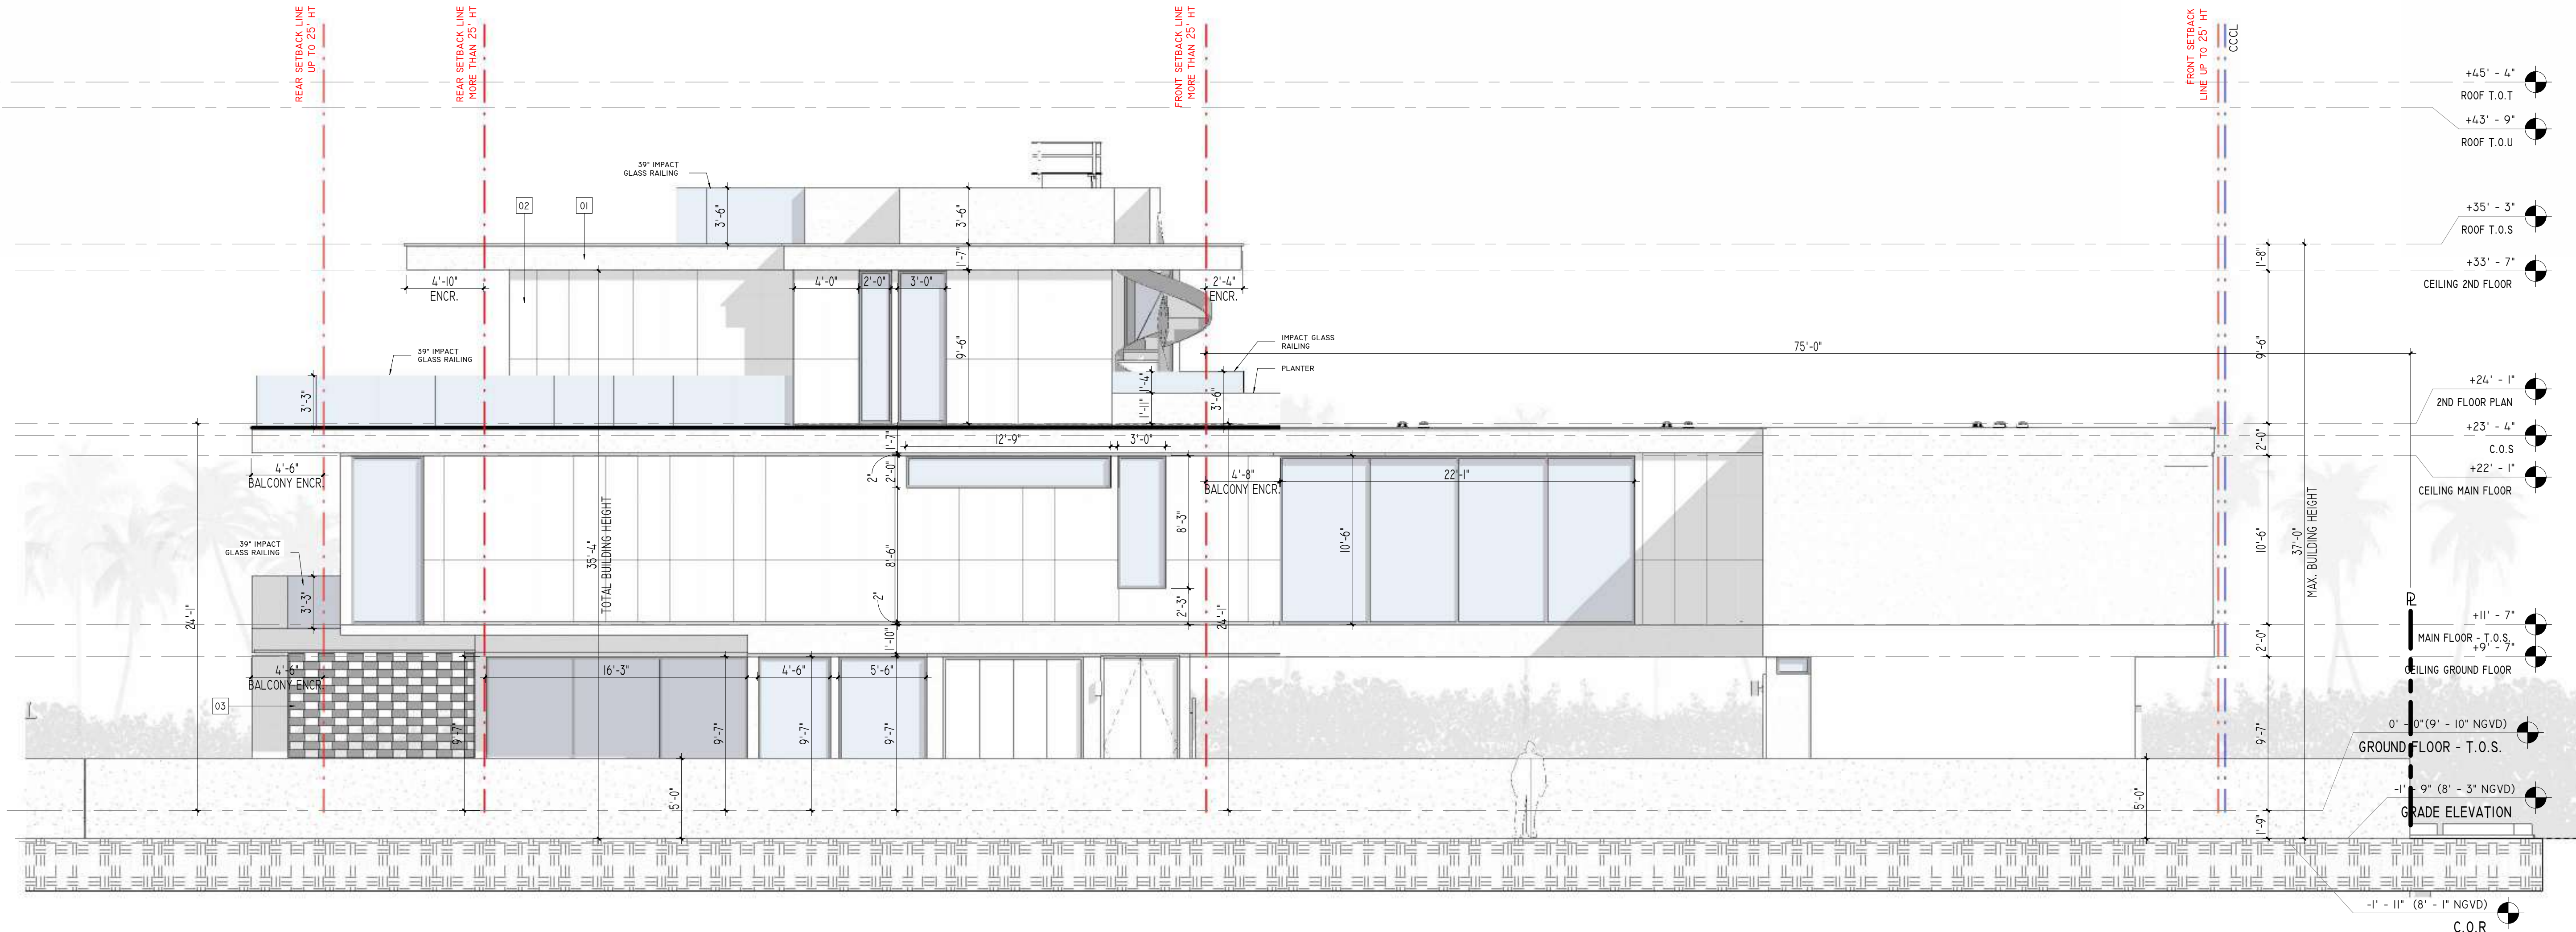 REAR SETBACK LINE
UP TO 25' HT
REAR SETBACK LINE
MORE THAN 25' HT
FRONT SETBACK LINE
MORE THAN 25' HT
FRONT SETBACK
LINE UP TO 25' HT
CCCL
+45' - 4"
ROOF T.O.T
+43' - 9"
ROOF T.O.U
39" IMPACT
GLASS RAILING
02
01
3'-6"
3'-6"
+35' - 3"
ROOF T.O.S
1'-7"
1'-8"
+33' - 7"
CEILING 2ND FLOOR
4'-10"
ENCR.
4'-0"
2'-0"
3'-0"
2'-4"
ENCR.
39" IMPACT
GLASS RAILING
9'-6"
IMPACT GLASS
RAILING
75'-0"
9'-6"
PLANTER
3'-3"
1'-4"
1'-11"
3'-6"
+24' - 1"
2ND FLOOR PLAN
+23' - 4"
C.O.S
2'-0"
+22' - 1"
CEILING MAIN FLOOR
1'-7"
12'-9"
3'-0"
4'-6"
BALCONY ENCR.
2"
2'-0"
4'-8"
BALCONY ENCR.
22'-1"
39" IMPACT
GLASS RAILING
35'-4"
TOTAL BUILDING HEIGHT
8'-6"
8'-3"
10'-6"
10'-6"
37'-0"
MAX. BUILDING HEIGHT
24'-1"
3'-3"
2"
2'-3"
24'-1"
PL
+11' - 7"
MAIN FLOOR - T.O.S.
1'-10"
2'-0"
+9' - 7"
CEILING GROUND FLOOR
4'-6"
BALCONY ENCR.
16'-3"
4'-6"
5'-6"
03
9'-7"
9'-7"
9'-7"
9'-7"
9'-7"
0' - 0"(9' - 10" NGVD)
GROUND FLOOR - T.O.S.
5'-0"
5'-0"
-1' - 9" (8' - 3" NGVD)
GRADE ELEVATION
1'-9"
-1' - 11" (8' - 1" NGVD)
C.O.R